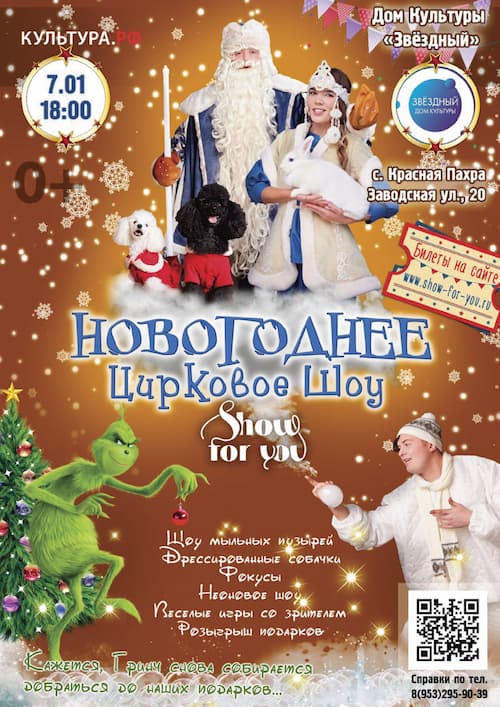 КУЛЬТУРА.РФ
7.01
18:00
0+
Дом Культуры
«Звёздный»
ЗВЁЗДНЫЙ
ДОМ КУЛЬТУРЫ
с. Красная Пахра
Заводская ул., 20
Билеты на сайте
www.show-for-you.ru
НОВОГОДНЕЕ
Цирковое Шоу
Show
for you
Шоу мыльных пузырей
Дрессированные собачки
Фокусы
Неоновое шоу
Веселые игры со зрителем
Розыгрыш подарков
Кажется, Гринч снова собирается
добраться до наших подарков...
Справки по тел.
8(953)295-90-39